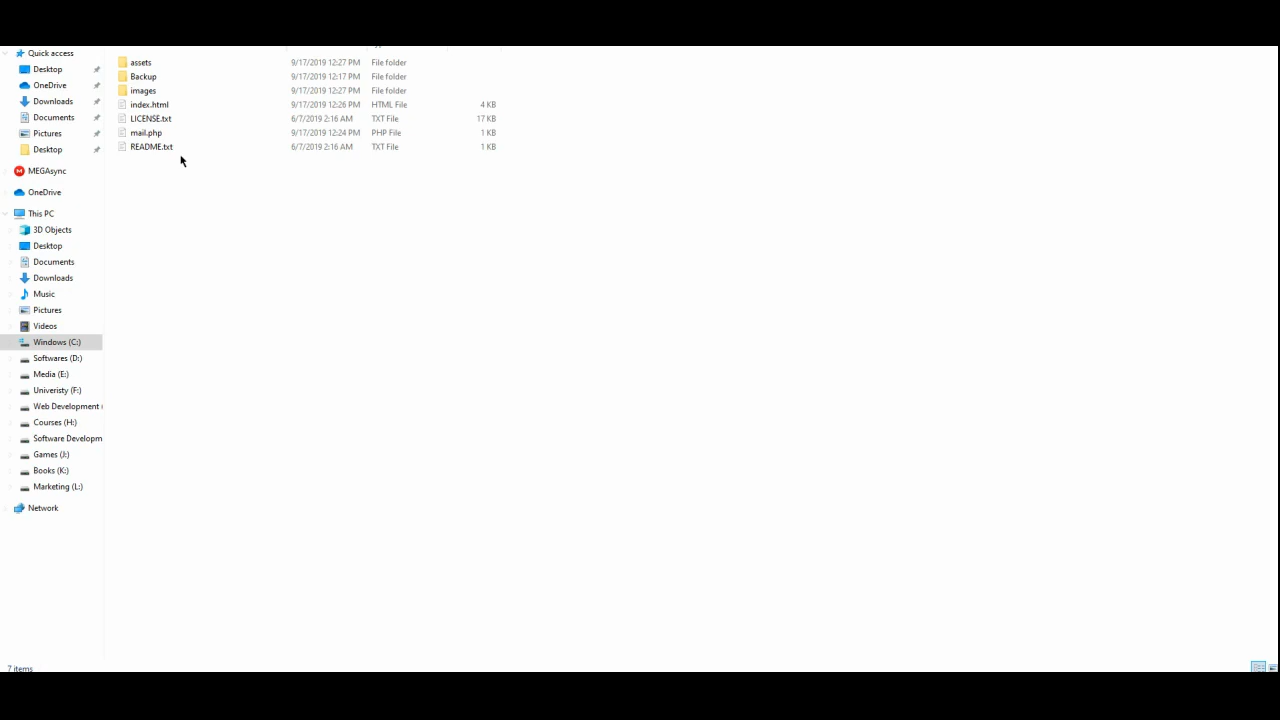 Quick access
Desktop
OneDrive
Downloads
Documents
Pictures
Desktop
MEGAsync
OneDrive
This PC
3D Objects
Desktop
Documents
Downloads
Music
Pictures
Videos
Windows (C:)
Softwares (D:)
Media (E:)
Univeristy (F:)
Web Development (
Courses (H:)
Software Developm
Games (J:)
Books (K:)
Marketing (L:)
Network
assets 9/17/2019 12:27 PM File folder
Backup 9/17/2019 12:17 PM File folder
images 9/17/2019 12:27 PM File folder
index.html 9/17/2019 12:26 PM HTML File 4 KB
LICENSE.txt 6/7/2019 2:16 AM TXT File 17 KB
mail.php 9/17/2019 12:24 PM PHP File 1 KB
README.txt 6/7/2019 2:16 AM TXT File 1 KB
7 items